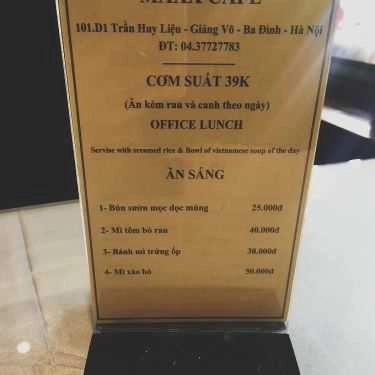 CAFE
101.D1 Trần Huy Liệu - Giảng Võ - Ba Đình - Hà Nội
ĐT: 04.37727783
CƠM SUẤT 39K
(Ăn kèm rau và canh theo ngày)
OFFICE LUNCH
Servise with steamed rice & Bowl of vietnamese soup of the day
ĂN SÁNG
1- Bún sườn mọc dọc mùng 25.000đ
2- Mì tôm bò rau 40.000đ
3- Bánh mì trứng ốp 30.000đ
4- Mì xào bò 50.000đ